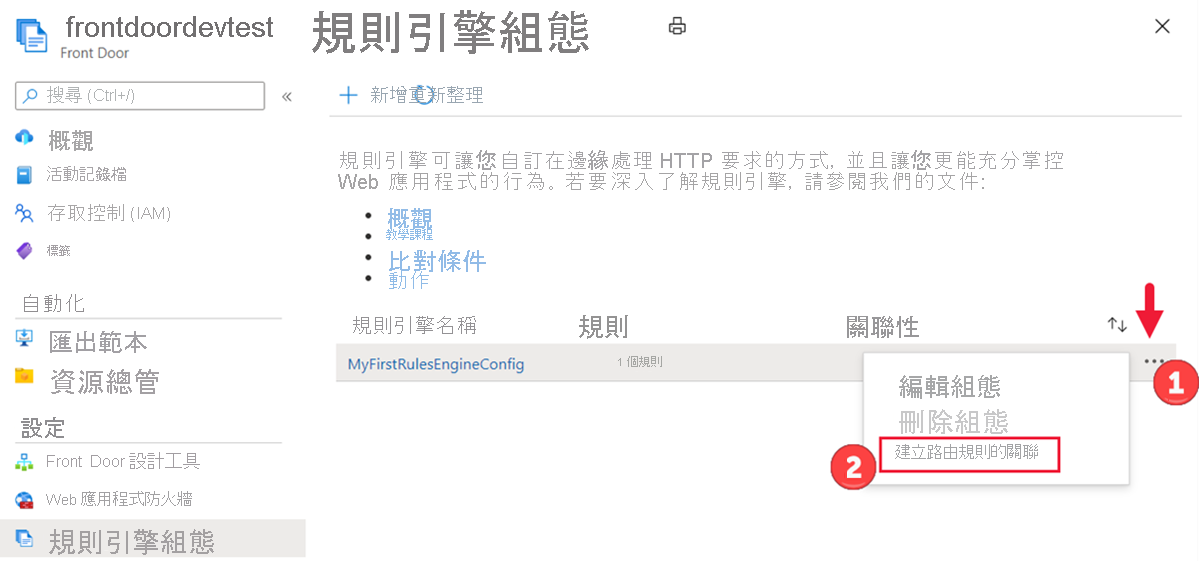 frontdoordevtest
Front Door
規則引擎組態
搜尋 (Ctrl+/)
«
概觀
活動記錄檔
存取控制 (IAM)
標籤
自動化
匯出範本
資源總管
設定
Front Door 設計工具
Web 應用程式防火牆
規則引擎組態
新增重新整理
規則引擎可讓您自訂在邊緣處理 HTTP 要求的方式, 並且讓您更能充分掌控
Web 應用程式的行為。若要深入了解規則引擎, 請參閱我們的文件:
• 概觀
• 教學課程
• 比對條件
• 動作
規則引擎名稱 規則 關聯性
MyFirstRulesEngineConfig 1 個規則 ...
1
編輯組態
刪除組態
建立路由規則的關聯
2